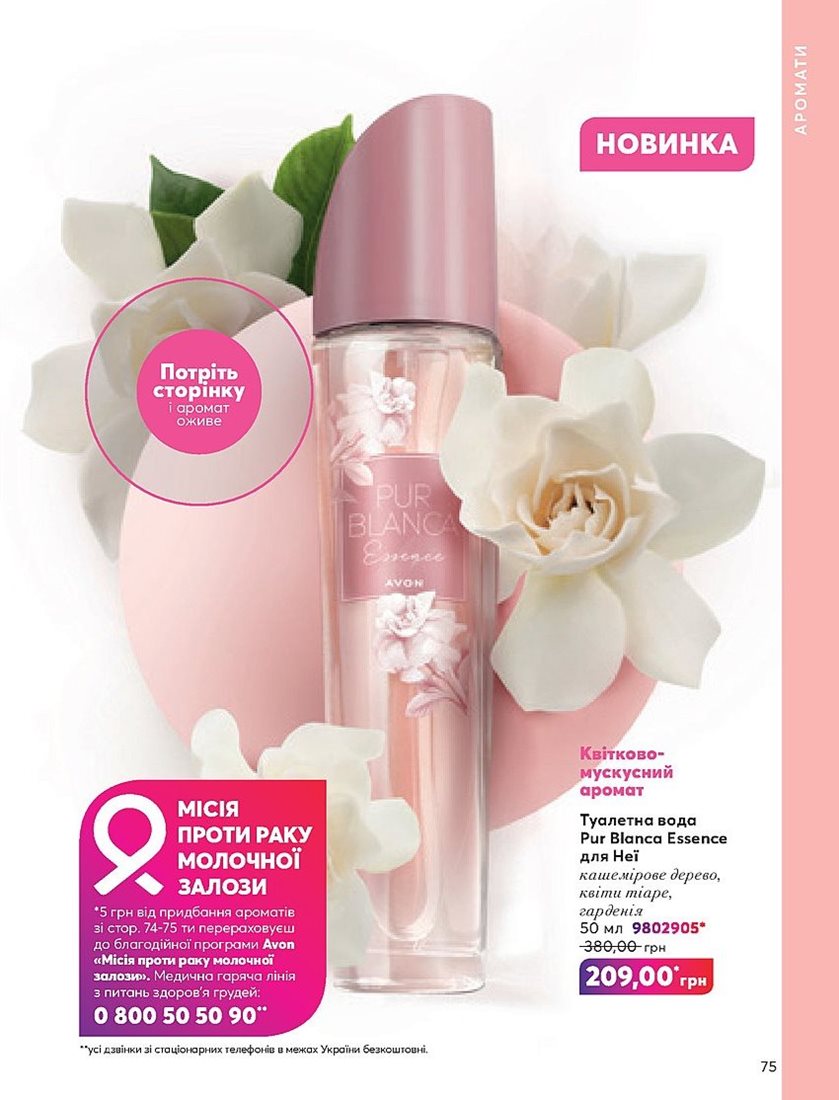 АРОМАТИ
НОВИНКА
Потріть
сторінку
і аромат
оживе
PUR
BLANCA
Essence
AVON
Квітково-
мускусний
аромат
Туалетна вода
Pur Blanca Essence
для Неї
кашемірове дерево,
квіти тіаре,
гарденія
50 мл 9802905*
380,00 грн
209,00*грн
МІСІЯ
ПРОТИ РАКУ
МОЛОЧНОЇ
ЗАЛОЗИ
*5 грн від придбання ароматів
зі стор. 74-75 ти перераховуєш
до благодійної програми Avon
«Місія проти раку молочної
залози». Медична гаряча лінія
з питань здоров'я грудей:
0 800 50 50 90**
**усі дзвінки зі стаціонарних телефонів в межах України безкоштовні.
75